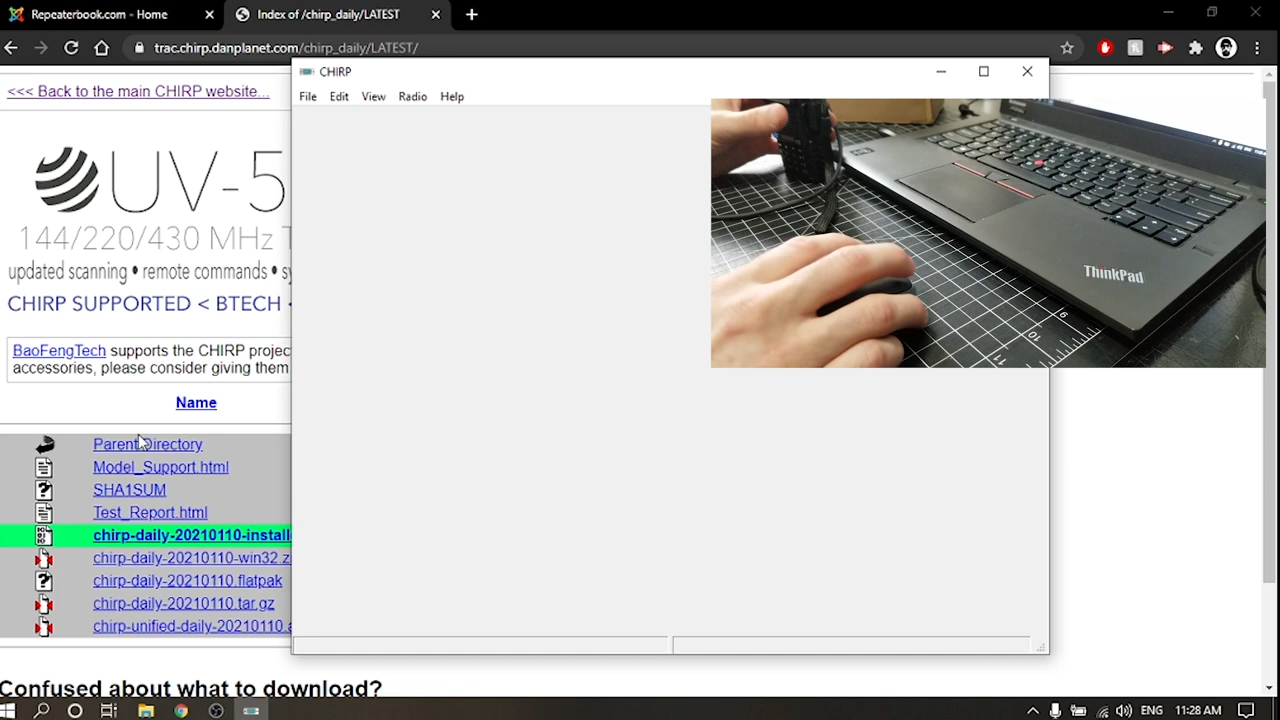 Repeaterbook.com - Home
Index of /chirp_daily/LATEST
trac.chirp.danplanet.com/chirp_daily/LATEST/
<<< Back to the main CHIRP website...
UV-5
144/220/430 MHz
updated scanning • remote commands •
CHIRP SUPPORTED < BTECH <
BaoFengTech supports the CHIRP
accessories, please consider giving them
Name
Parent Directory
Model_Support.html
SHA1SUM
Test_Report.html
chirp-daily-20210110-install
chirp-daily-20210110-win32.z
chirp-daily-20210110.flatpak
chirp-daily-20210110.tar.gz
chirp-unified-daily-20210110.
Confused about what to download?
CHIRP
File Edit View Radio Help
ThinkPad
9
10
11
ENG 11:28 AM